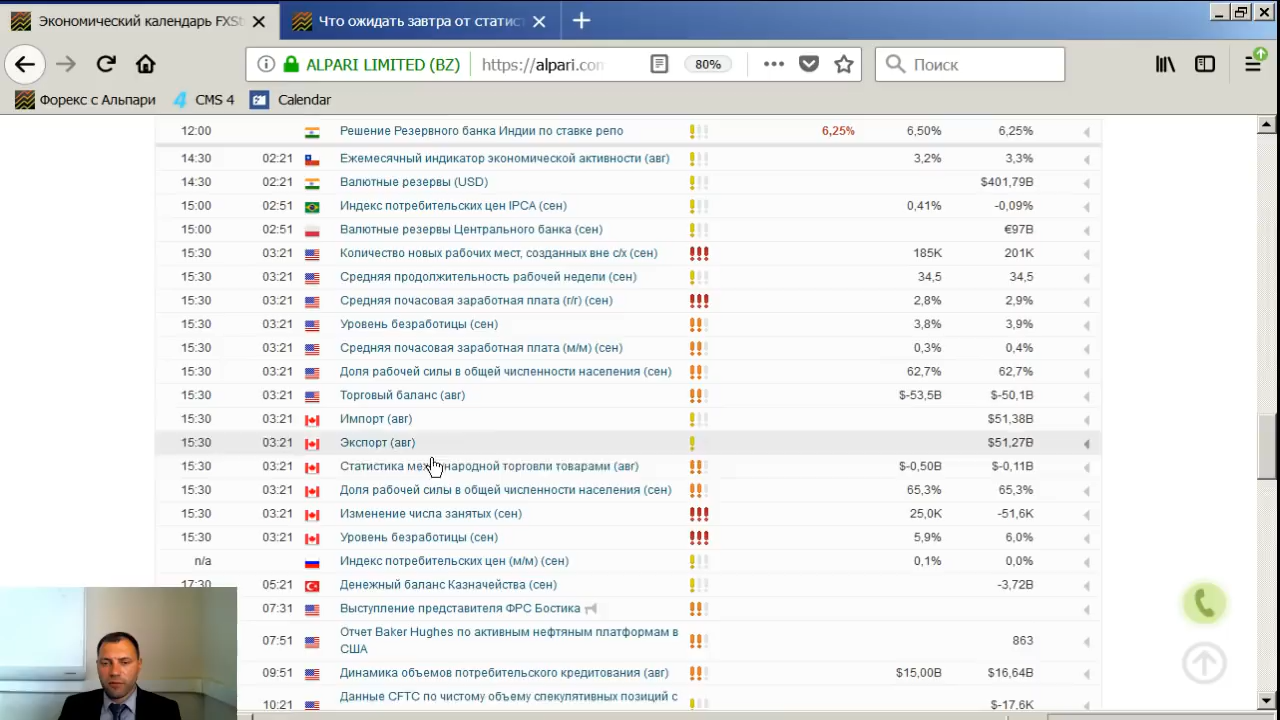 Экономический календарь FXSt
Что ожидать завтра от статист
ALPARI LIMITED (BZ)
https://alpari.com
80%
Поиск
Форекс с Альпари
CMS 4
Calendar
12:00 Решение Резервного банка Индии по ставке репо 6,25% 6,50% 6,25%
14:30 02:21 Ежемесячный индикатор экономической активности (авг) 3,2% 3,3%
14:30 02:21 Валютные резервы (USD) $401,79B
15:00 02:51 Индекс потребительских цен IPCA (сен) 0,41% -0,09%
15:00 02:51 Валютные резервы Центрального банка (сен) €97B
15:30 03:21 Количество новых рабочих мест, созданных вне с/х (сен) 185K 201K
15:30 03:21 Средняя продолжительность рабочей недели (сен) 34,5 34,5
15:30 03:21 Средняя почасовая заработная плата (г/г) (сен) 2,8% 2,9%
15:30 03:21 Уровень безработицы (сен) 3,8% 3,9%
15:30 03:21 Средняя почасовая заработная плата (м/м) (сен) 0,3% 0,4%
15:30 03:21 Доля рабочей силы в общей численности населения (сен) 62,7% 62,7%
15:30 03:21 Торговый баланс (авг) $-53,5B $-50,1B
15:30 03:21 Импорт (авг) $51,38B
15:30 03:21 Экспорт (авг) $51,27B
15:30 03:21 Статистика международной торговли товарами (авг) $-0,50B $-0,11B
15:30 03:21 Доля рабочей силы в общей численности населения (сен) 65,3% 65,3%
15:30 03:21 Изменение числа занятых (сен) 25,0K -51,6K
15:30 03:21 Уровень безработицы (сен) 5,9% 6,0%
n/a Индекс потребительских цен (м/м) (сен) 0,1% 0,0%
17:30 05:21 Денежный баланс Казначейства (сен) -3,72B
07:31 Выступление представителя ФРС Бостика
07:51 Отчет Baker Hughes по активным нефтяным платформам в 863
США
09:51 Динамика объемов потребительского кредитования (авг) $15,00B $16,64B
10:21 Данные CFTC по чистому объему спекулятивных позиций с $-17,6K